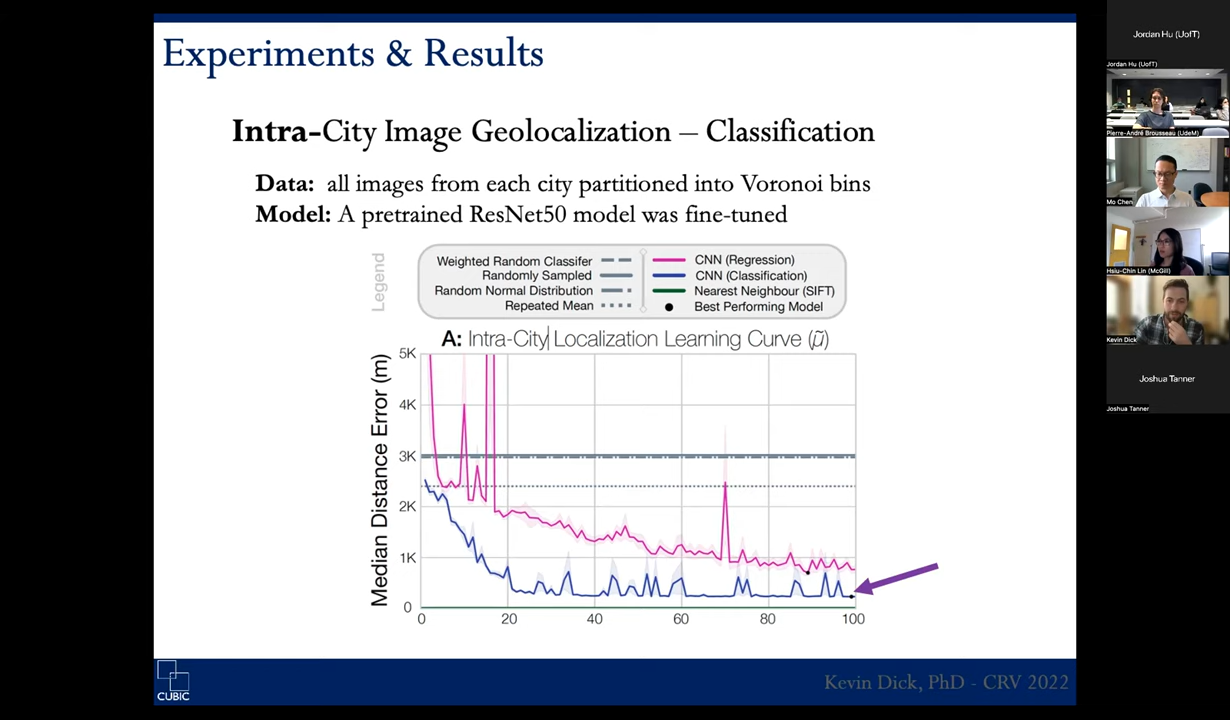 Experiments & Results
Intra-City Image Geolocalization – Classification
Data: all images from each city partitioned into Voronoi bins
Model: A pretrained ResNet50 model was fine-tuned
Legend
Weighted Random Classifer
Randomly Sampled
Random Normal Distribution
Repeated Mean
CNN (Regression)
CNN (Classification)
Nearest Neighbour (SIFT)
Best Performing Model
A: Intra-City Localization Learning Curve (μ̃)
Median Distance Error (m)
5K
4K
3K
2K
1K
0
0 20 40 60 80 100
CUBIC
Kevin Dick, PhD - CRV 2022
Jordan Hu (UofT)
Jordan Hu (UofT)
Pierre-André Brousseau (UdeM)
Mo Chen
Hsiu-Chin Lin (McGill)
Kevin Dick
Joshua Tanner
Joshua Tanner